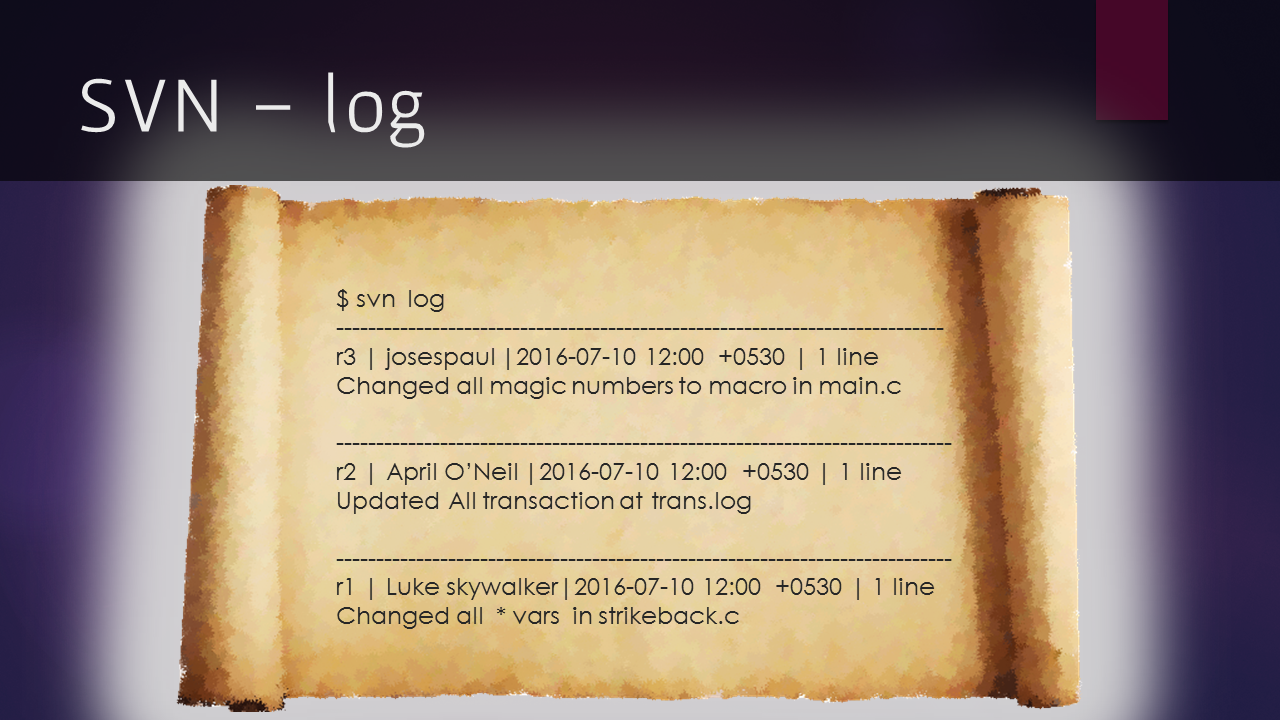 SVN – log
$ svn log
----------------------------------------------------------------------------
r3 | josespaul |2016-07-10 12:00 +0530 | 1 line
Changed all magic numbers to macro in main.c
-----------------------------------------------------------------------------
r2 | April O’Neil |2016-07-10 12:00 +0530 | 1 line
Updated All transaction at trans.log
-----------------------------------------------------------------------------
r1 | Luke skywalker|2016-07-10 12:00 +0530 | 1 line
Changed all * vars in strikeback.c